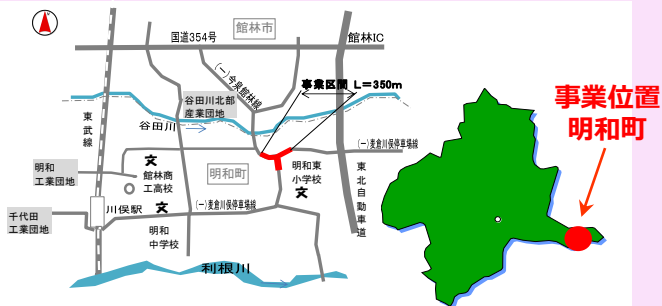 館林市
国道354号
館林IC
(一)今泉館林線
事業区間 L=350m
谷田川北部
産業団地
東武線
谷田川
(一)麦倉川俣停車場線
明和
工業団地
館林商
工高校
明和町
明和東
小学校
東北自動車道
千代田
工業団地
川俣駅
(一)麦倉川俣停車場線
明和
中学校
利根川
事業位置
明和町